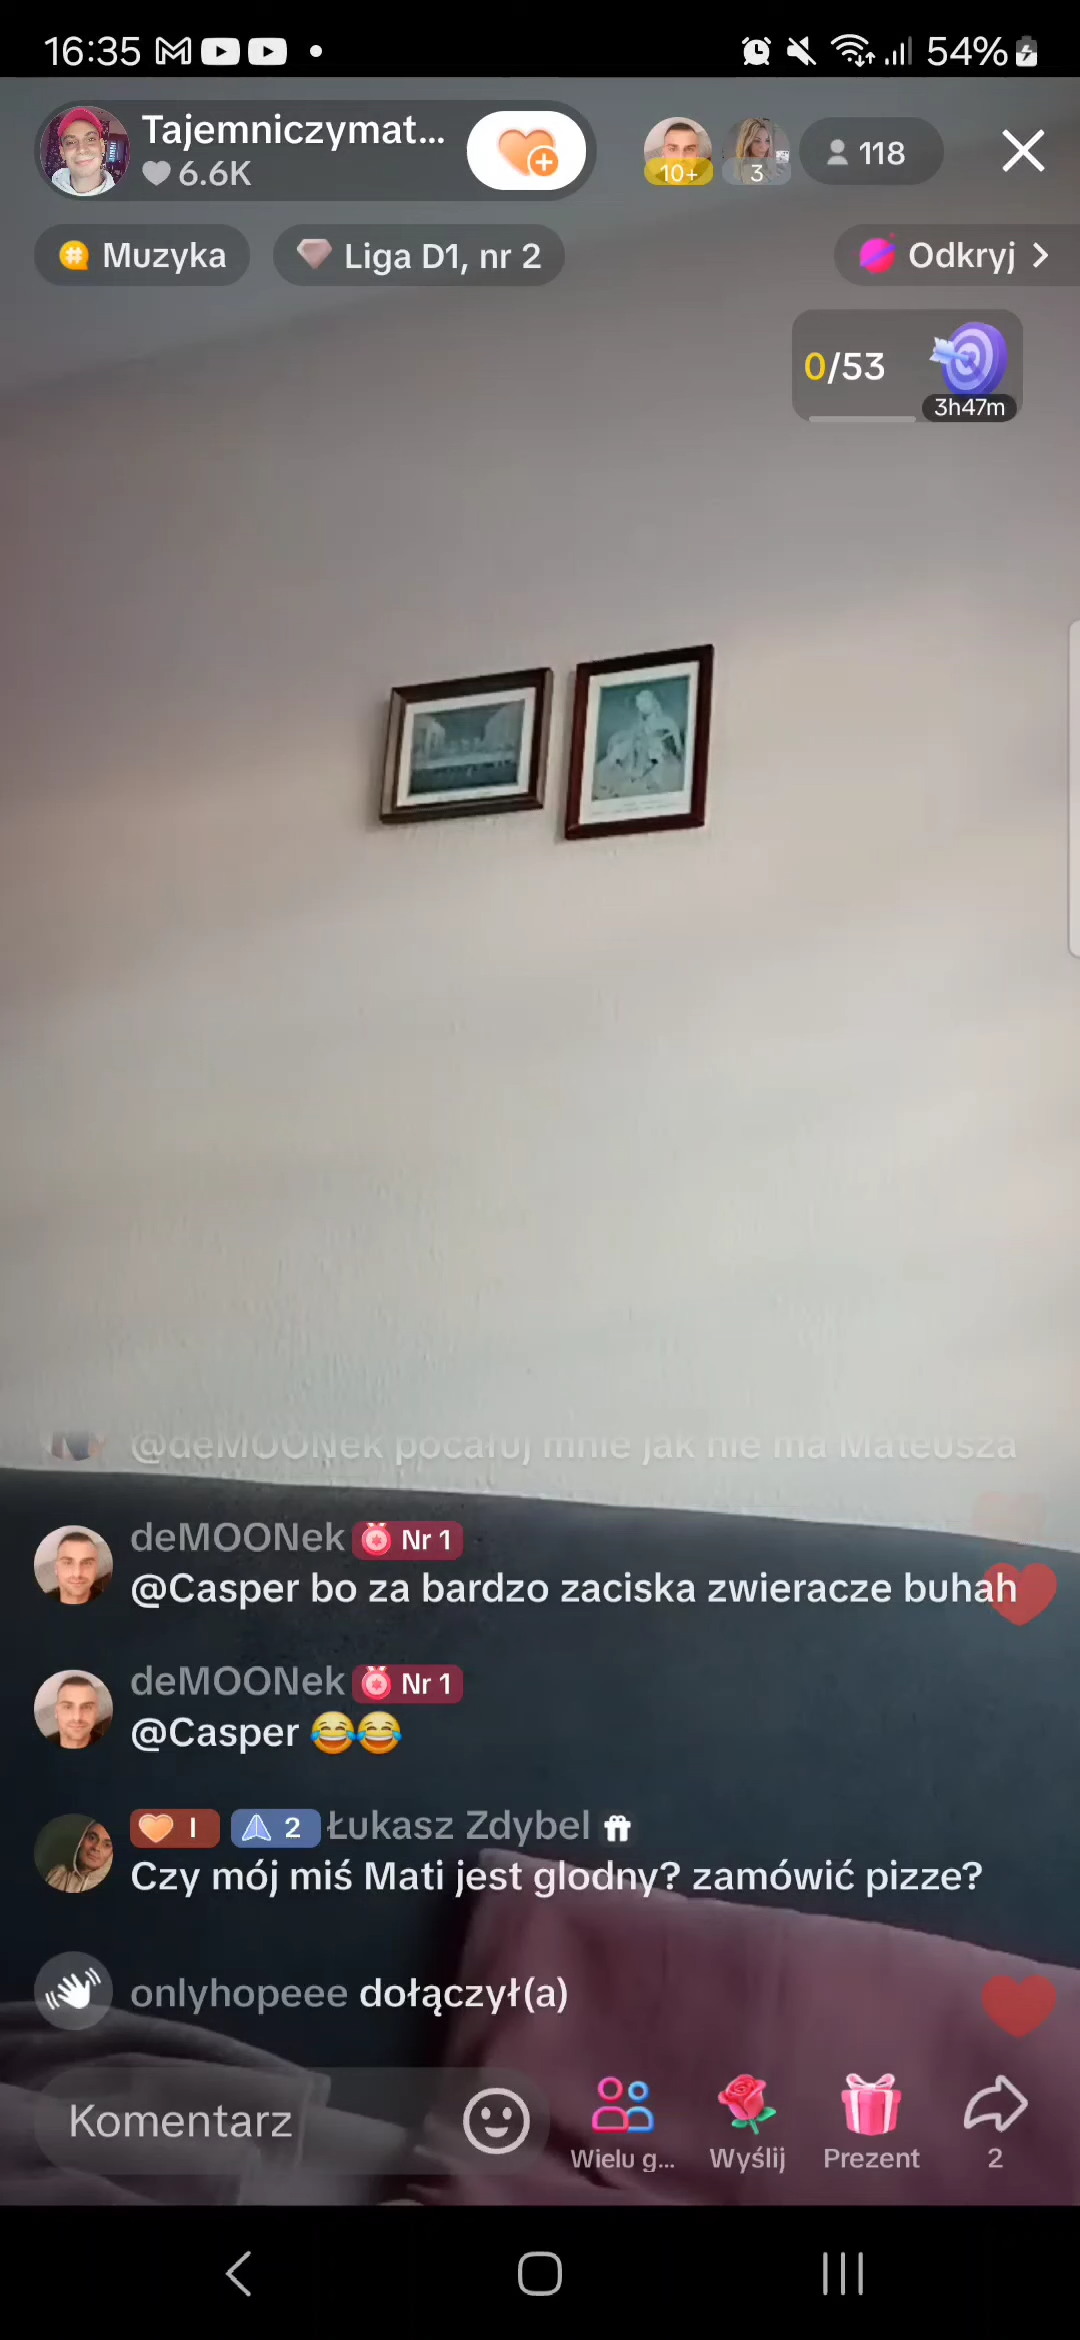 16:35
54%
Tajemniczymat...
6.6K
10+
3
118
Muzyka
Liga D1, nr 2
Odkryj
0/53
3h47m
@deMOONek pocałuj mnie jak nie ma Mateusza
deMOONek Nr 1
@Casper bo za bardzo zaciska zwieracze buhah
deMOONek Nr 1
@Casper 😂😂
I 2 Łukasz Zdybel
Czy mój miś Mati jest glodny? zamówić pizze?
onlyhopeee dołączył(a)
Komentarz
Wielu g...
Wyślij
Prezent
2